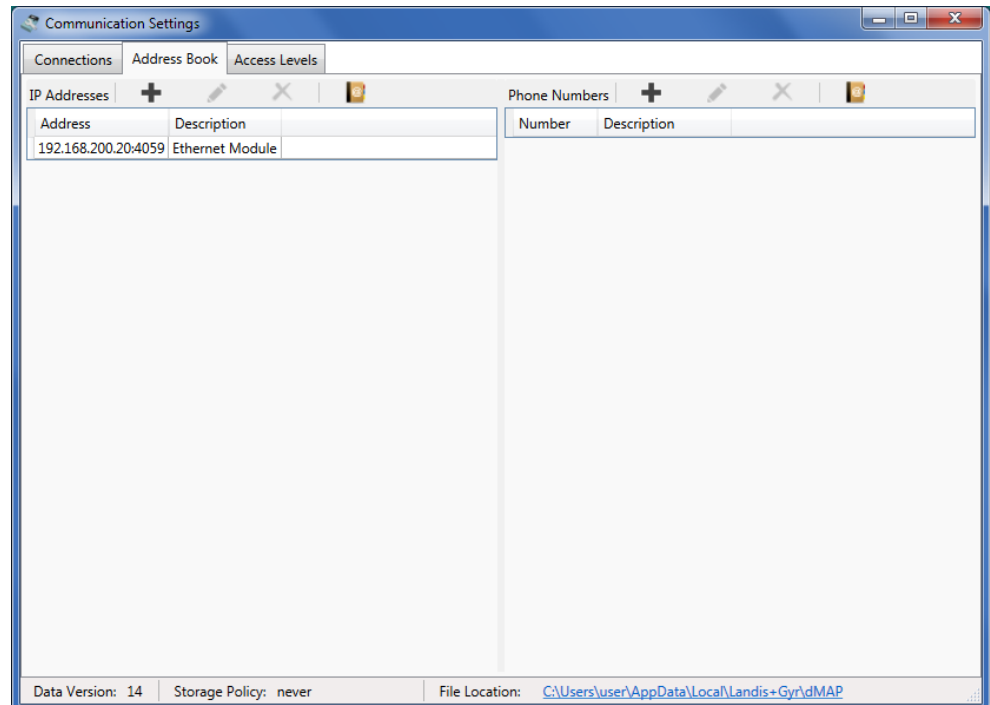 Communication Settings
Connections Address Book Access Levels
IP Addresses
Address Description
192.168.200.20:4059 Ethernet Module
Phone Numbers
Number Description
Data Version: 14 Storage Policy: never File Location: C:\Users\user\AppData\Local\Landis+Gyr\dMAP